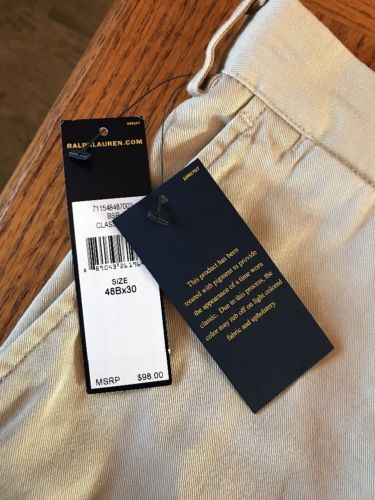 RALPHLAUREN.COM
711548487003
BSR
CLASS
SIZE
48Bx30
MSRP $98.00
This product has been
treated with pigment to provide
the appearance of a time worn
classic. Due to this process, the
color may rub off on light colored
fabric and upholstery.